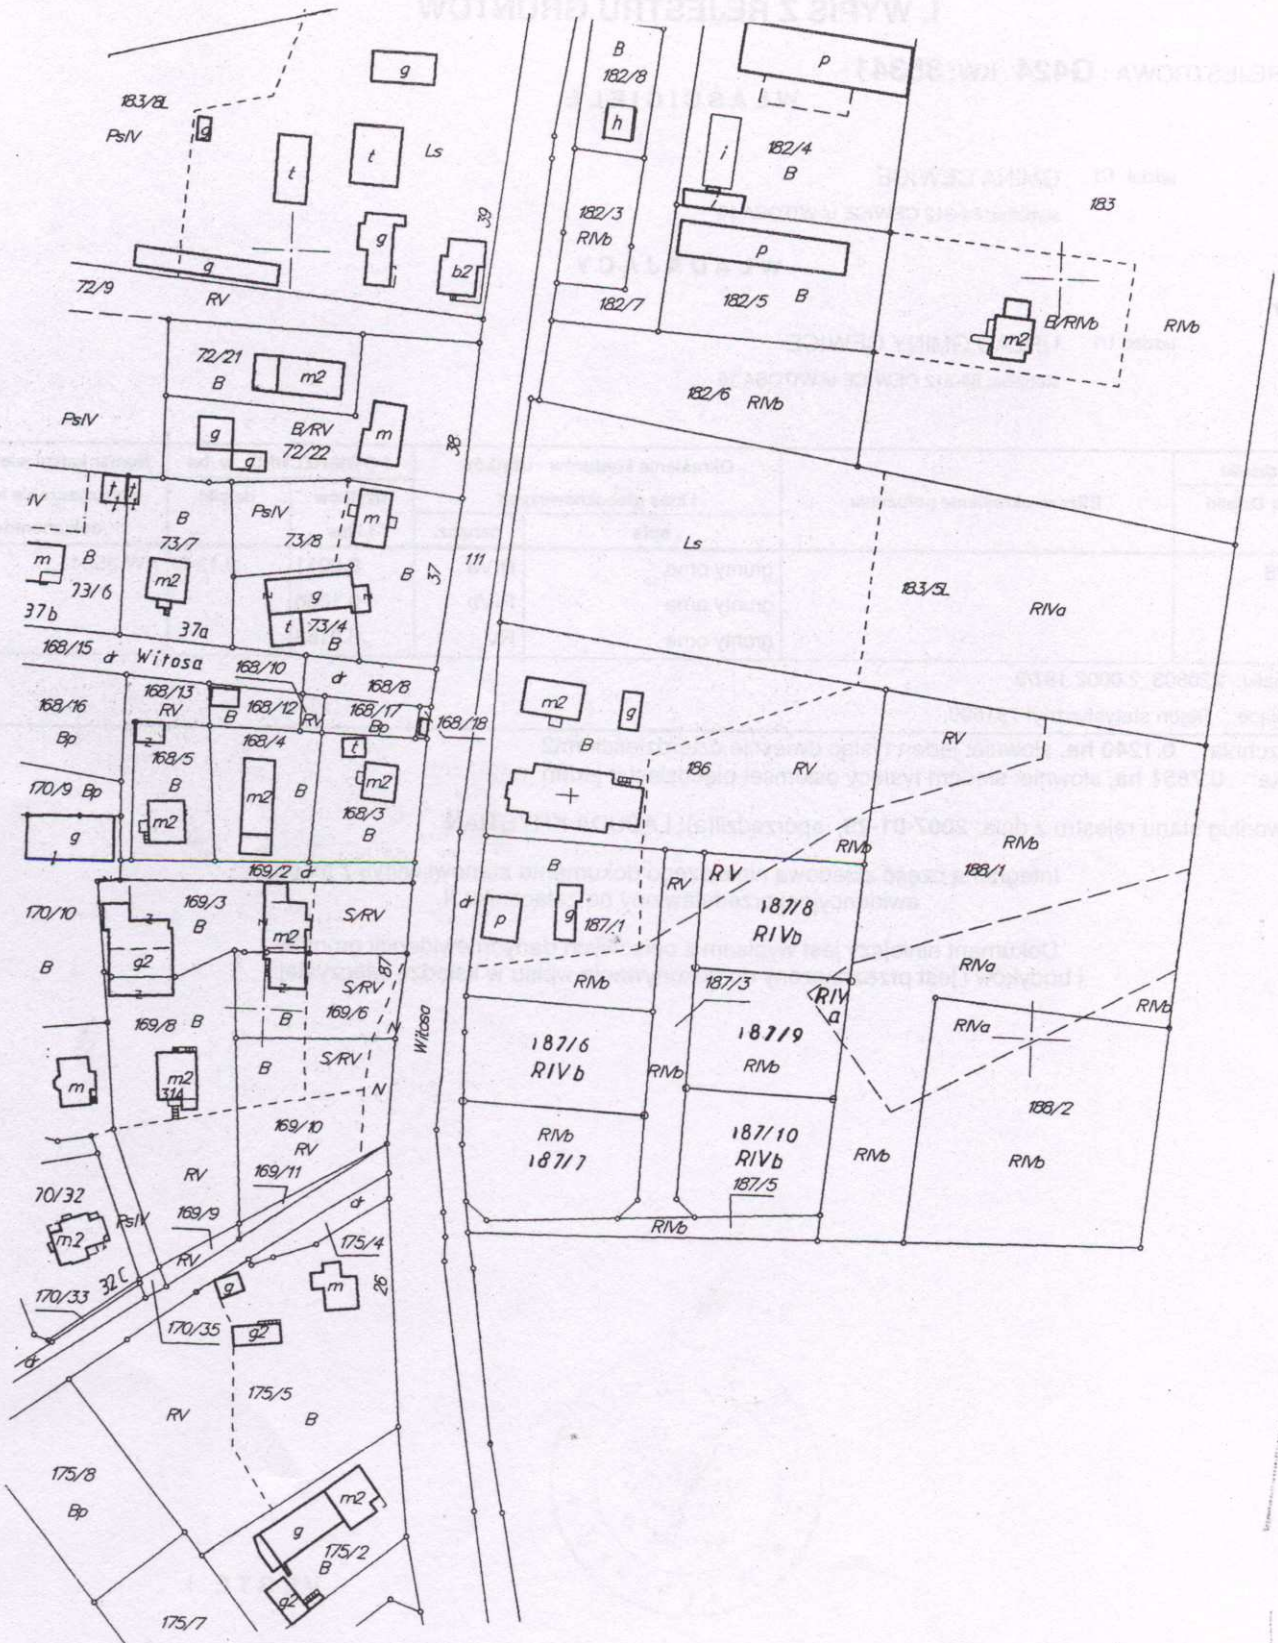 183/8L
PsIV
g
g
t
t
Ls
g
b2
39
g
72/9
RV
B
182/8
h
182/3
RIVb
182/7
p
i
182/4
B
p
182/5
B
183
m2
B/RIVb
RIVb
182/6
RIVb
72/21
B
m2
PsIV
g
g
B/RV
72/22
m
38
t
t
B
73/7
PsIV
73/8
m
m
B
73/6
m2
37b
37a
g
t
73/4
B
B
37
111
Ls
183/5L
RIVa
168/15
dr
Witosa
168/10
dr
168/8
168/13
RV
B
168/12
RV
168/17
Bp
168/18
168/16
Bp
z
168/5
168/4
t
m2
B
m2
B
m2
168/3
B
170/9
Bp
g
1
m2
g
186
RV
B
RIVb
188/1
169/2
dr
170/10
B
169/3
B
z
g2
z
m2
z
S/RV
S/RV
87
dr
p
g
187/1
RV
RV
187/8
RIVb
RIVa
RIVb
187/3
RIV
a
RIVa
RIVb
169/8
B
B
169/6
N
Witosa
187/6
RIVb
RIVb
187/9
RIVb
m
m2
31A
B
S/RV
N
188/2
169/10
RV
RIVb
187/7
187/10
RIVb
RIVb
RIVb
187/5
RIVb
70/32
PsIV
RV
169/11
169/9
RV
dr
m2
32C
175/4
26
170/33
170/35
g
m
dr
g2
175/5
RV
B
175/8
Bp
m2
g
175/2
B
g2
175/7